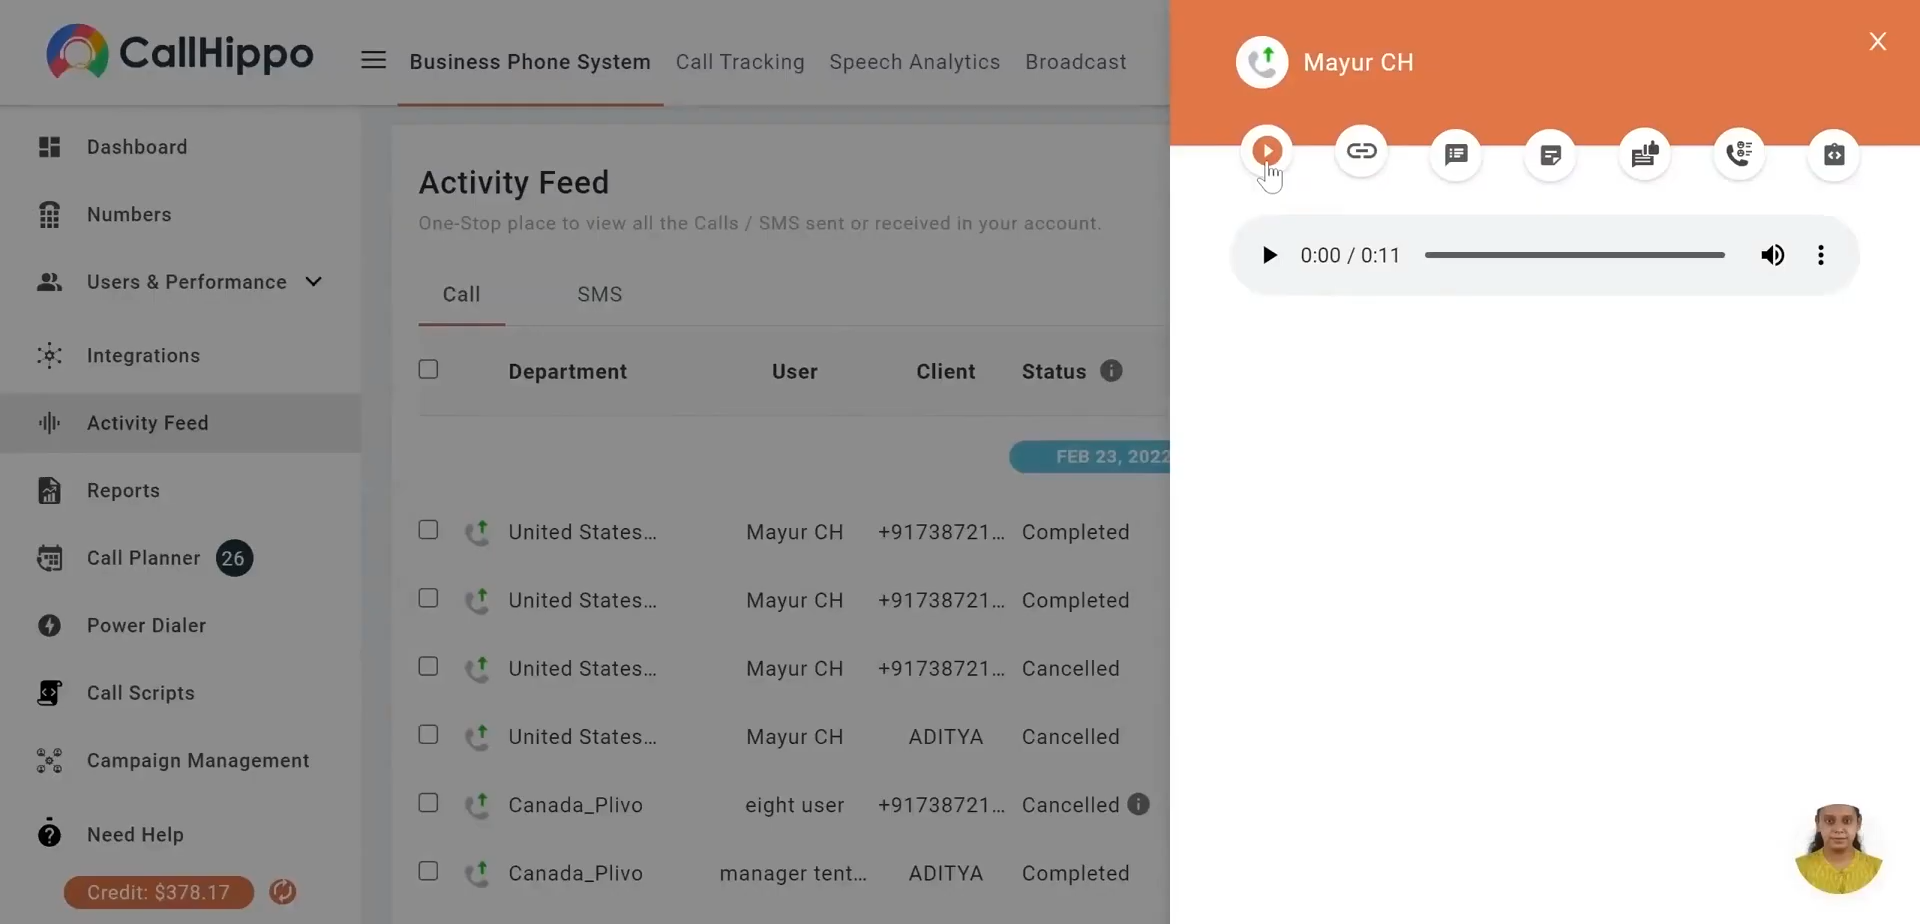 CallHippo
Business Phone System
Call Tracking
Speech Analytics
Broadcast
Mayur CH
X
Dashboard
Numbers
Users & Performance
Integrations
Activity Feed
Reports
Call Planner 26
Power Dialer
Call Scripts
Campaign Management
Need Help
Credit: $378.17
Activity Feed
One-Stop place to view all the Calls / SMS sent or received in your account.
Call SMS
Department User Client Status
FEB 23, 2022
United States... Mayur CH +91738721... Completed
United States... Mayur CH +91738721... Completed
United States... Mayur CH +91738721... Cancelled
United States... Mayur CH ADITYA Cancelled
Canada_Plivo eight user +91738721... Cancelled
Canada_Plivo manager tent... ADITYA Completed
0:00 / 0:11